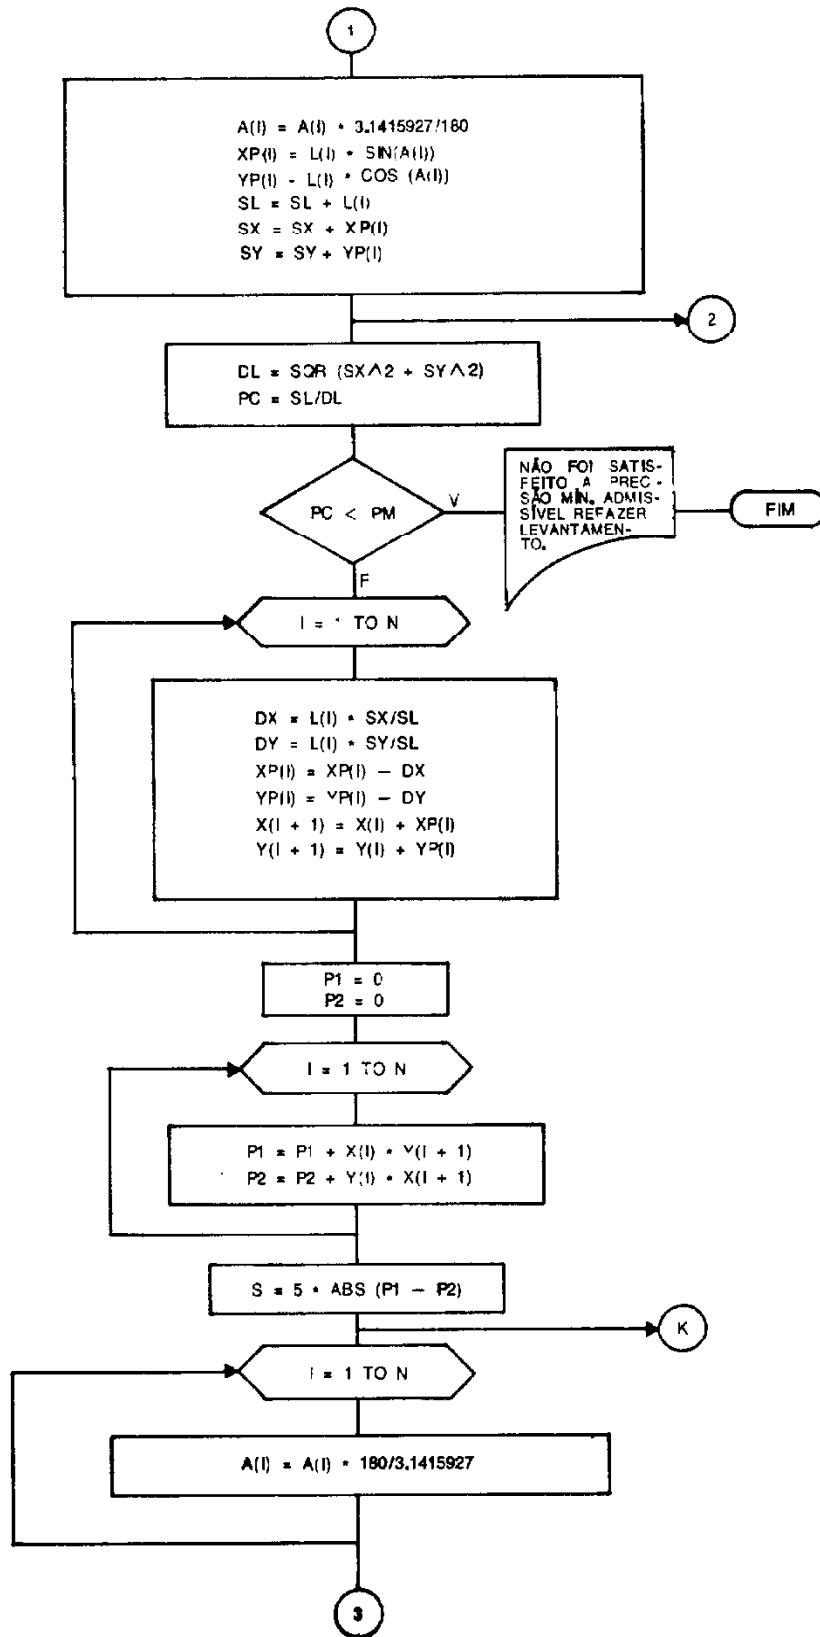 1
A(I) = A(I) * 3.1415927/180
XP(I) = L(I) * SIN(A(I))
YP(I) - L(I) * COS (A(I))
SL = SL + L(I)
SX = SX + XP(I)
SY = SY + YP(I)
2
DL = SQR (SX∧2 + SY∧2)
PC = SL/DL
PC < PM
V
NÃO FOI SATIS-
FEITO A PREC-
SÃO MÍN. ADMIS-
SÍVEL REFAZER
LEVANTAMEN-
TO.
FIM
F
I = 1 TO N
DX = L(I) * SX/SL
DY = L(I) * SY/SL
XP(I) = XP(I) - DX
YP(I) = YP(I) - DY
X(I + 1) = X(I) + XP(I)
Y(I + 1) = Y(I) + YP(I)
P1 = 0
P2 = 0
I = 1 TO N
P1 = P1 + X(I) * Y(I + 1)
P2 = P2 + Y(I) * X(I + 1)
S = 5 * ABS (P1 - P2)
K
I = 1 TO N
A(I) = A(I) * 180/3.1415927
3